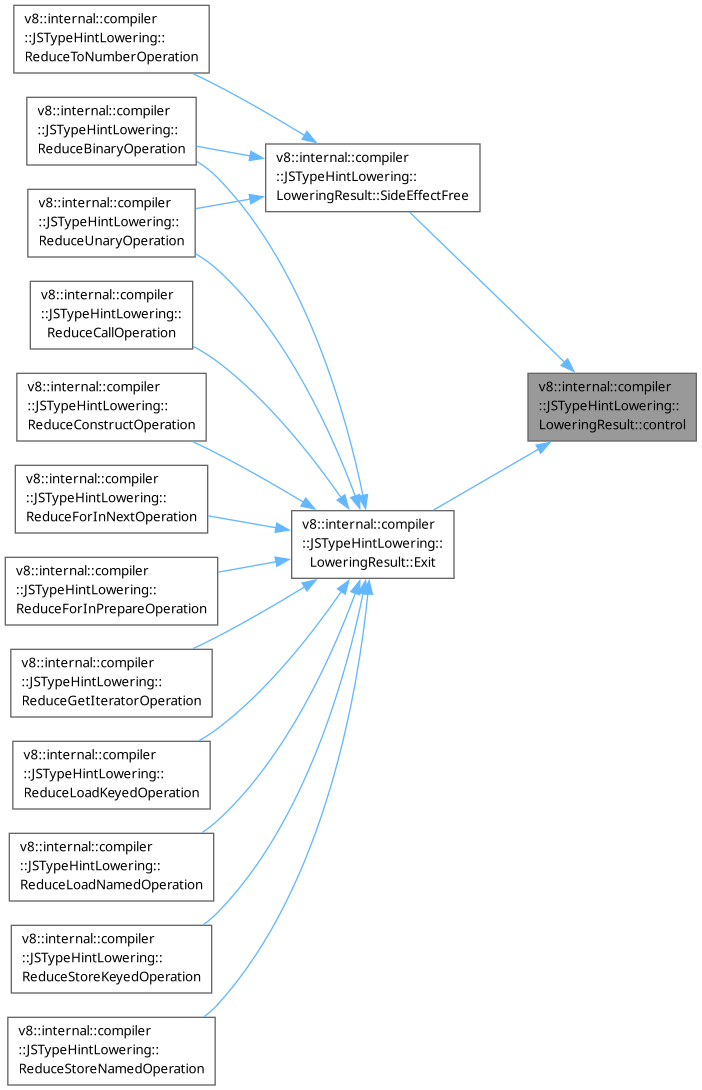 v8::internal::compiler
::JSTypeHintLowering::
ReduceToNumberOperation
v8::internal::compiler
::JSTypeHintLowering::
ReduceBinaryOperation
v8::internal::compiler
::JSTypeHintLowering::
LoweringResult::SideEffectFree
v8::internal::compiler
::JSTypeHintLowering::
ReduceUnaryOperation
v8::internal::compiler
::JSTypeHintLowering::
ReduceCallOperation
v8::internal::compiler
::JSTypeHintLowering::
ReduceConstructOperation
v8::internal::compiler
::JSTypeHintLowering::
LoweringResult::control
v8::internal::compiler
::JSTypeHintLowering::
ReduceForInNextOperation
v8::internal::compiler
::JSTypeHintLowering::
LoweringResult::Exit
v8::internal::compiler
::JSTypeHintLowering::
ReduceForInPrepareOperation
v8::internal::compiler
::JSTypeHintLowering::
ReduceGetIteratorOperation
v8::internal::compiler
::JSTypeHintLowering::
ReduceLoadKeyedOperation
v8::internal::compiler
::JSTypeHintLowering::
ReduceLoadNamedOperation
v8::internal::compiler
::JSTypeHintLowering::
ReduceStoreKeyedOperation
v8::internal::compiler
::JSTypeHintLowering::
ReduceStoreNamedOperation